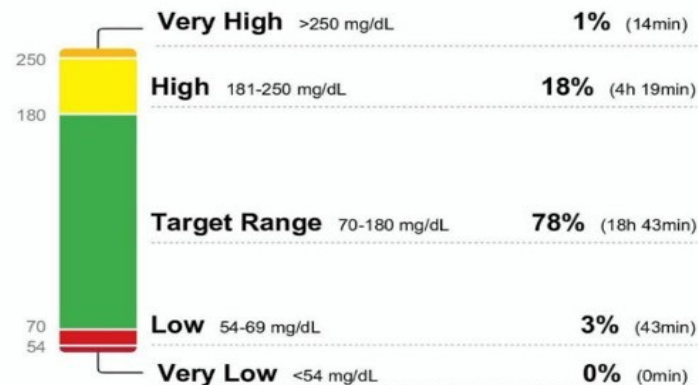 Very High >250 mg/dL 1% (14min)
250
High 181-250 mg/dL 18% (4h 19min)
180
Target Range 70-180 mg/dL 78% (18h 43min)
70
Low 54-69 mg/dL 3% (43min)
54
Very Low <54 mg/dL 0% (0min)